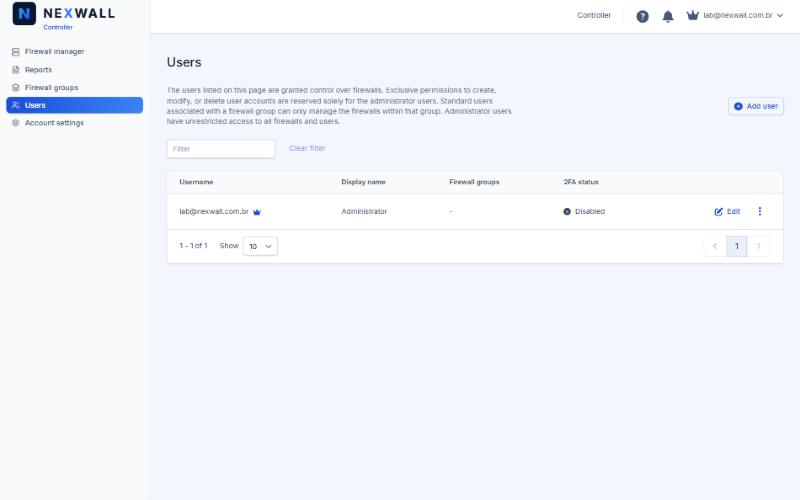 NEXWALL
Controller
Controller
lab@nexwall.com.br
Firewall manager
Reports
Firewall groups
Users
Account settings
Users
The users listed on this page are granted control over firewalls. Exclusive permissions to create,
modify, or delete user accounts are reserved solely for the administrator users. Standard users
associated with a firewall group can only manage the firewalls within that group. Administrator users
have unrestricted access to all firewalls and users.
Add user
Filter
Clear filter
Username Display name Firewall groups 2FA status
lab@nexwall.com.br Administrator - Disabled Edit
1 - 1 of 1 Show 10 1